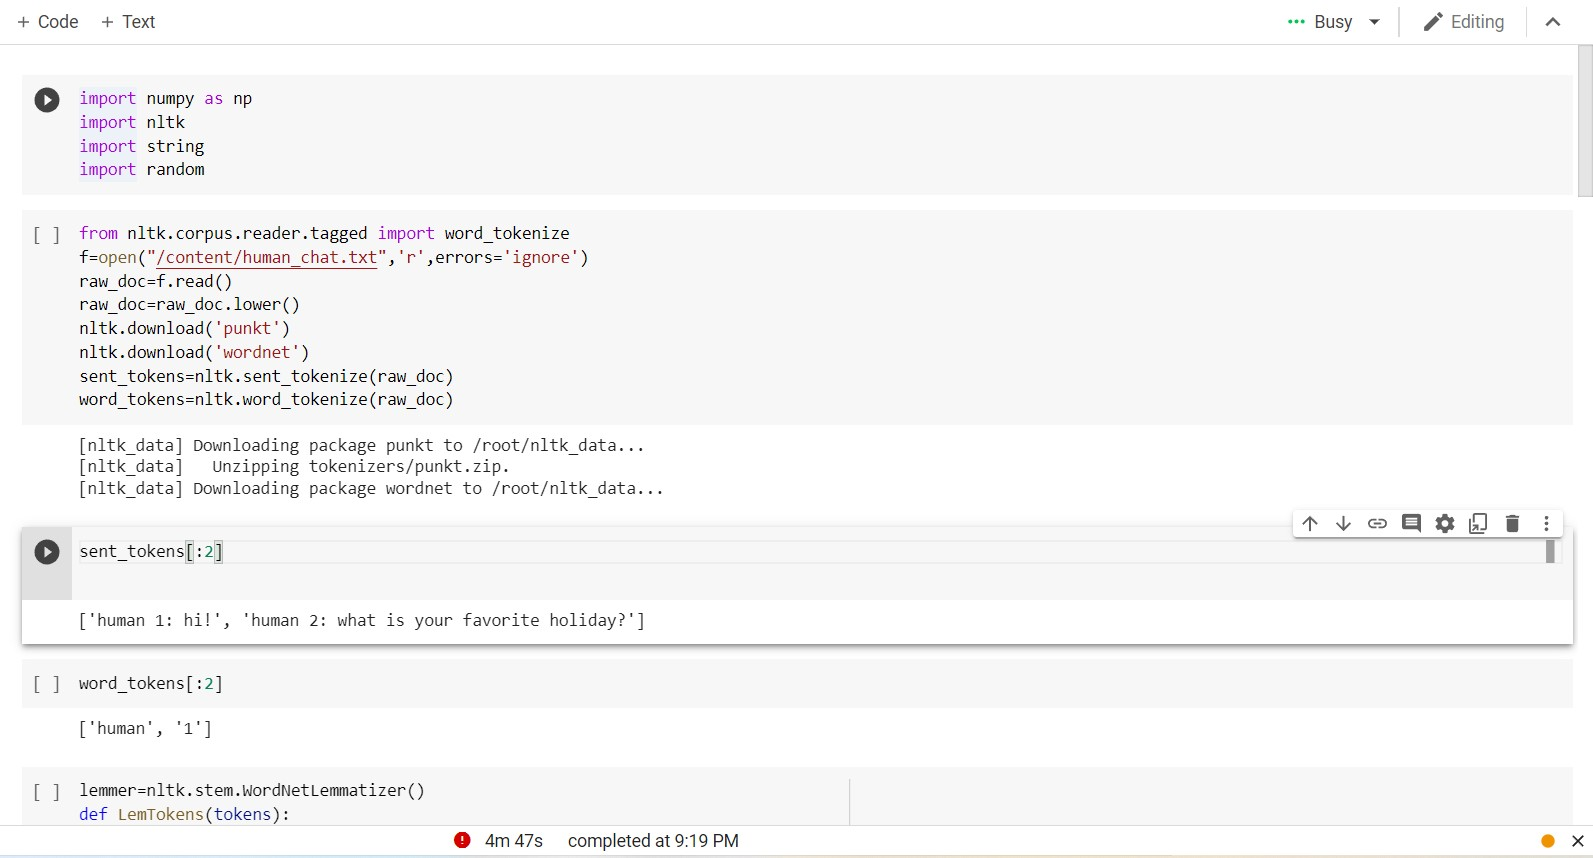 + Code + Text
Busy
Editing
import numpy as np
import nltk
import string
import random
[ ] from nltk.corpus.reader.tagged import word_tokenize
f=open("/content/human_chat.txt",'r',errors='ignore')
raw_doc=f.read()
raw_doc=raw_doc.lower()
nltk.download('punkt')
nltk.download('wordnet')
sent_tokens=nltk.sent_tokenize(raw_doc)
word_tokens=nltk.word_tokenize(raw_doc)
[nltk_data] Downloading package punkt to /root/nltk_data...
[nltk_data]   Unzipping tokenizers/punkt.zip.
[nltk_data] Downloading package wordnet to /root/nltk_data...
sent_tokens[:2]
['human 1: hi!', 'human 2: what is your favorite holiday?']
[ ] word_tokens[:2]
['human', '1']
[ ] lemmer=nltk.stem.WordNetLemmatizer()
def LemTokens(tokens):
4m 47s completed at 9:19 PM